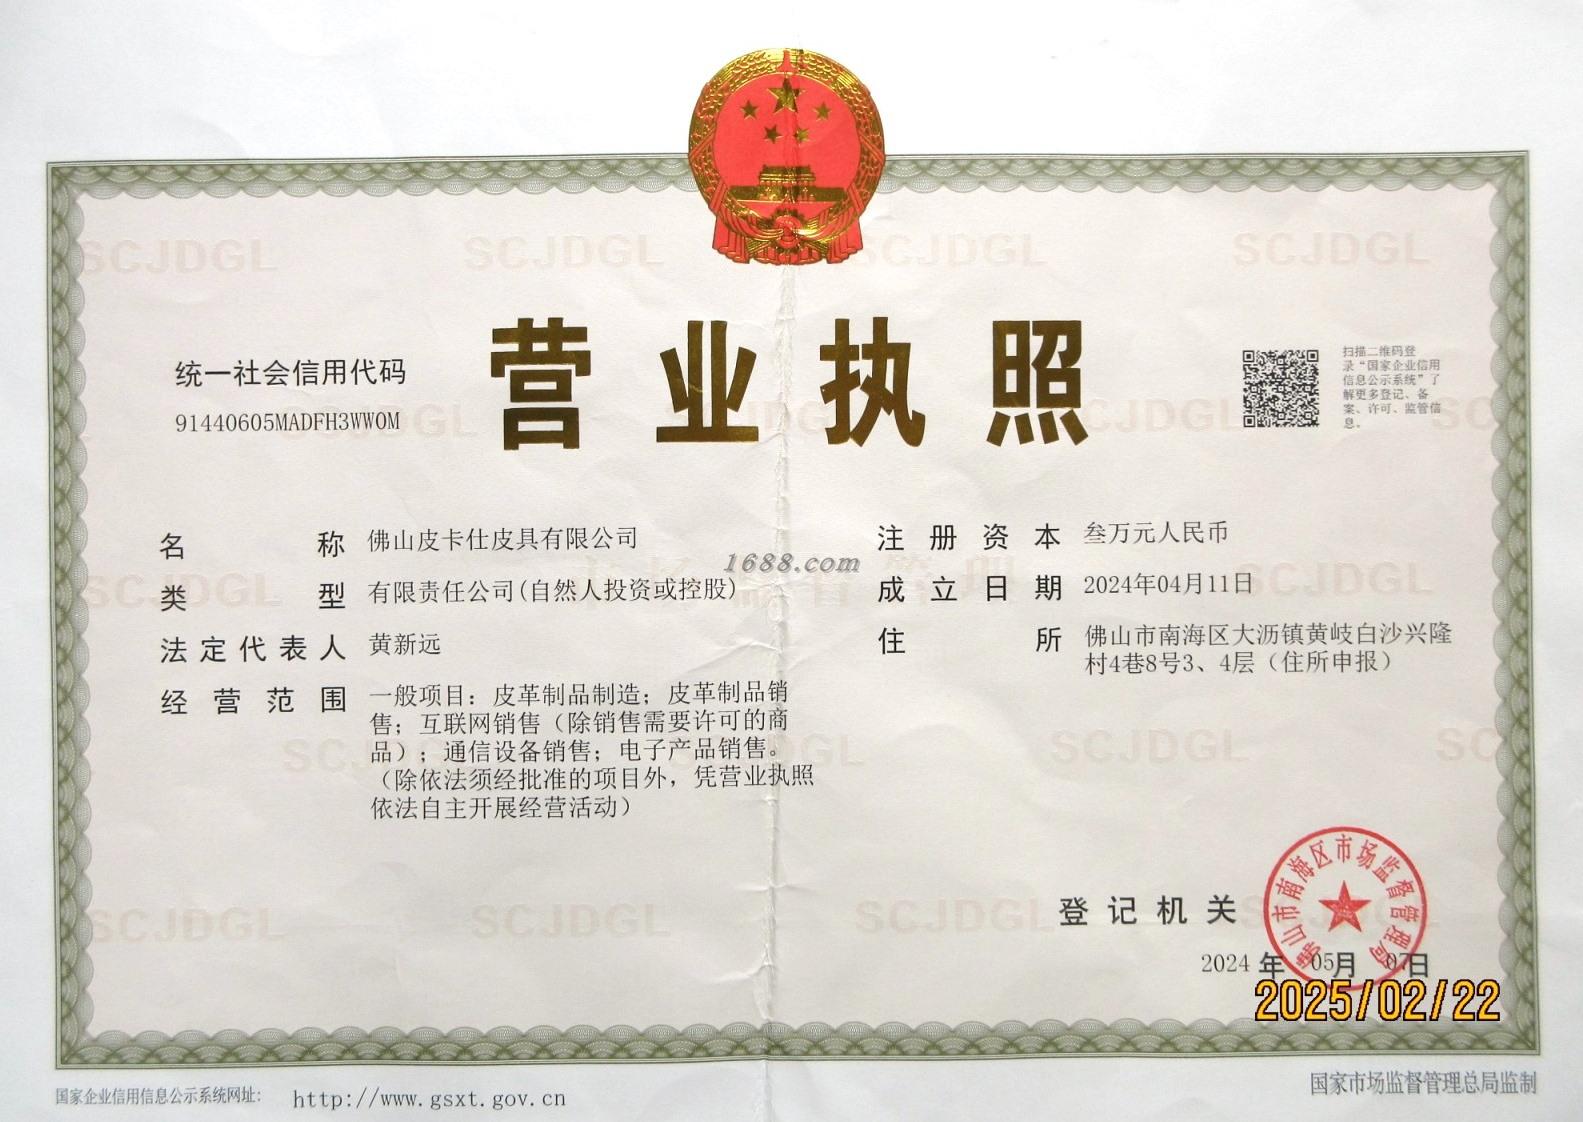 营业执照
统一社会信用代码
91440605MADFH3WW0M
扫描二维码登
录“国家企业信用
信息公示系统”了
解更多登记、备
案、许可、监管信
息。
名称 佛山皮卡仕皮具有限公司
类型 有限责任公司(自然人投资或控股)
法定代表人 黄新远
经营范围 一般项目：皮革制品制造；皮革制品销
售；互联网销售（除销售需要许可的商
品）；通信设备销售；电子产品销售。
（除依法须经批准的项目外，凭营业执照
依法自主开展经营活动）
注册资本 叁万元人民币
成立日期 2024年04月11日
住所 佛山市南海区大沥镇黄岐白沙兴隆
村4巷8号3、4层（住所申报）
1688.com
登记机关
佛山市南海区市场监督管理局
2024年05月07日
2025/02/22
国家企业信用信息公示系统网址： http://www.gsxt.gov.cn
国家市场监督管理总局监制
SCJDGL